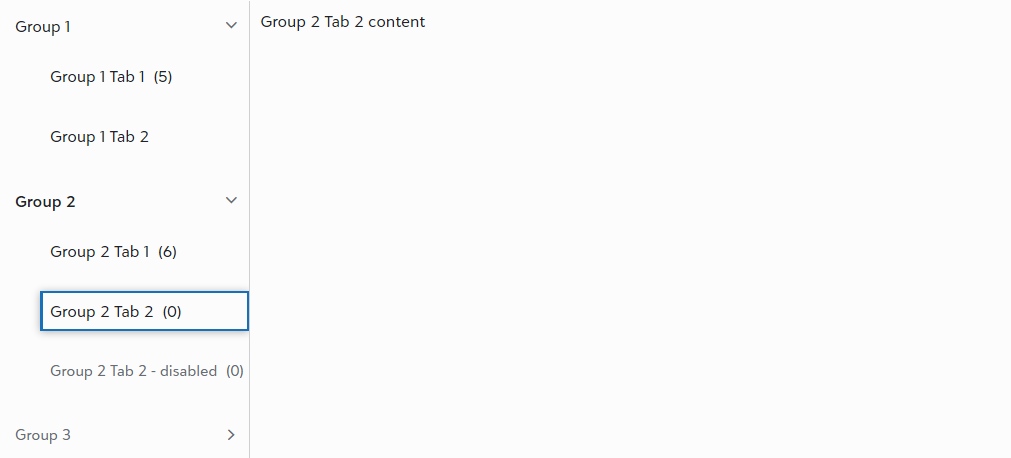 Group 1
Group 1 Tab 1 (5)
Group 1 Tab 2
Group 2
Group 2 Tab 1 (6)
Group 2 Tab 2 (0)
Group 2 Tab 2 - disabled (0)
Group 3
Group 2 Tab 2 content